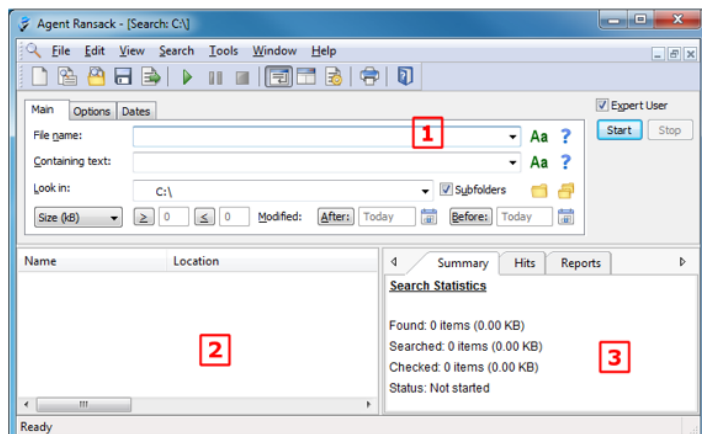 Agent Ransack - [Search: C:\]
File Edit View Search Tools Window Help
Main Options Dates
Expert User
File name: 1 Aa ? Start Stop
Containing text: Aa ?
Look in: C:\ Subfolders
Size (kB) ≥ 0 ≤ 0 Modified: After: Today Before: Today
Name Location
Summary Hits Reports
Search Statistics
Found: 0 items (0.00 KB)
Searched: 0 items (0.00 KB)
2
3
Checked: 0 items (0.00 KB)
Status: Not started
Ready